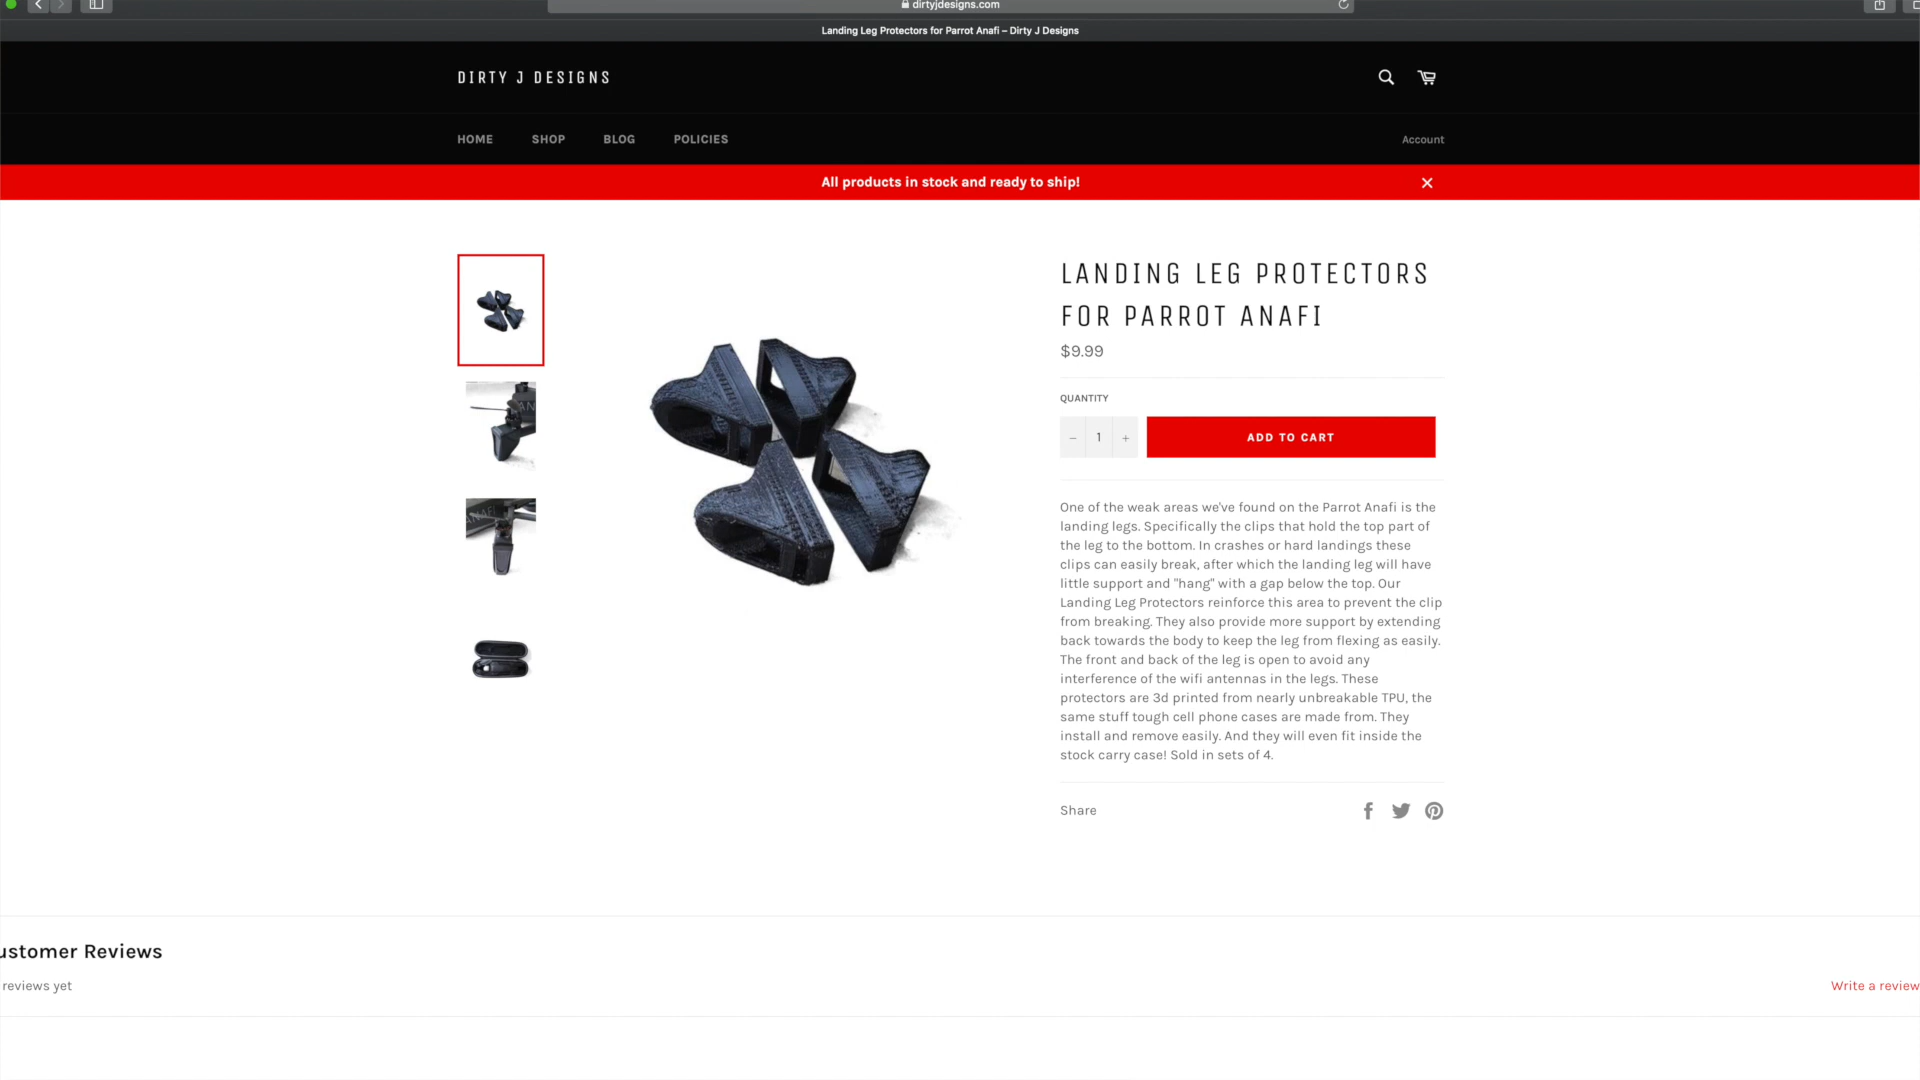 dirtyjdesigns.com
Landing Leg Protectors for Parrot Anafi – Dirty J Designs
DIRTY J DESIGNS
HOME SHOP BLOG POLICIES Account
All products in stock and ready to ship!
LANDING LEG PROTECTORS
FOR PARROT ANAFI
$9.99
QUANTITY
− 1 + ADD TO CART
One of the weak areas we've found on the Parrot Anafi is the
landing legs. Specifically the clips that hold the top part of
the leg to the bottom. In crashes or hard landings these
clips can easily break, after which the landing leg will have
little support and "hang" with a gap below the top. Our
Landing Leg Protectors reinforce this area to prevent the clip
from breaking. They also provide more support by extending
back towards the body to keep the leg from flexing as easily.
The front and back of the leg is open to avoid any
interference of the wifi antennas in the legs. These
protectors are 3d printed from nearly unbreakable TPU, the
same stuff tough cell phone cases are made from. They
install and remove easily. And they will even fit inside the
stock carry case! Sold in sets of 4.
Share
ustomer Reviews
reviews yet
Write a review